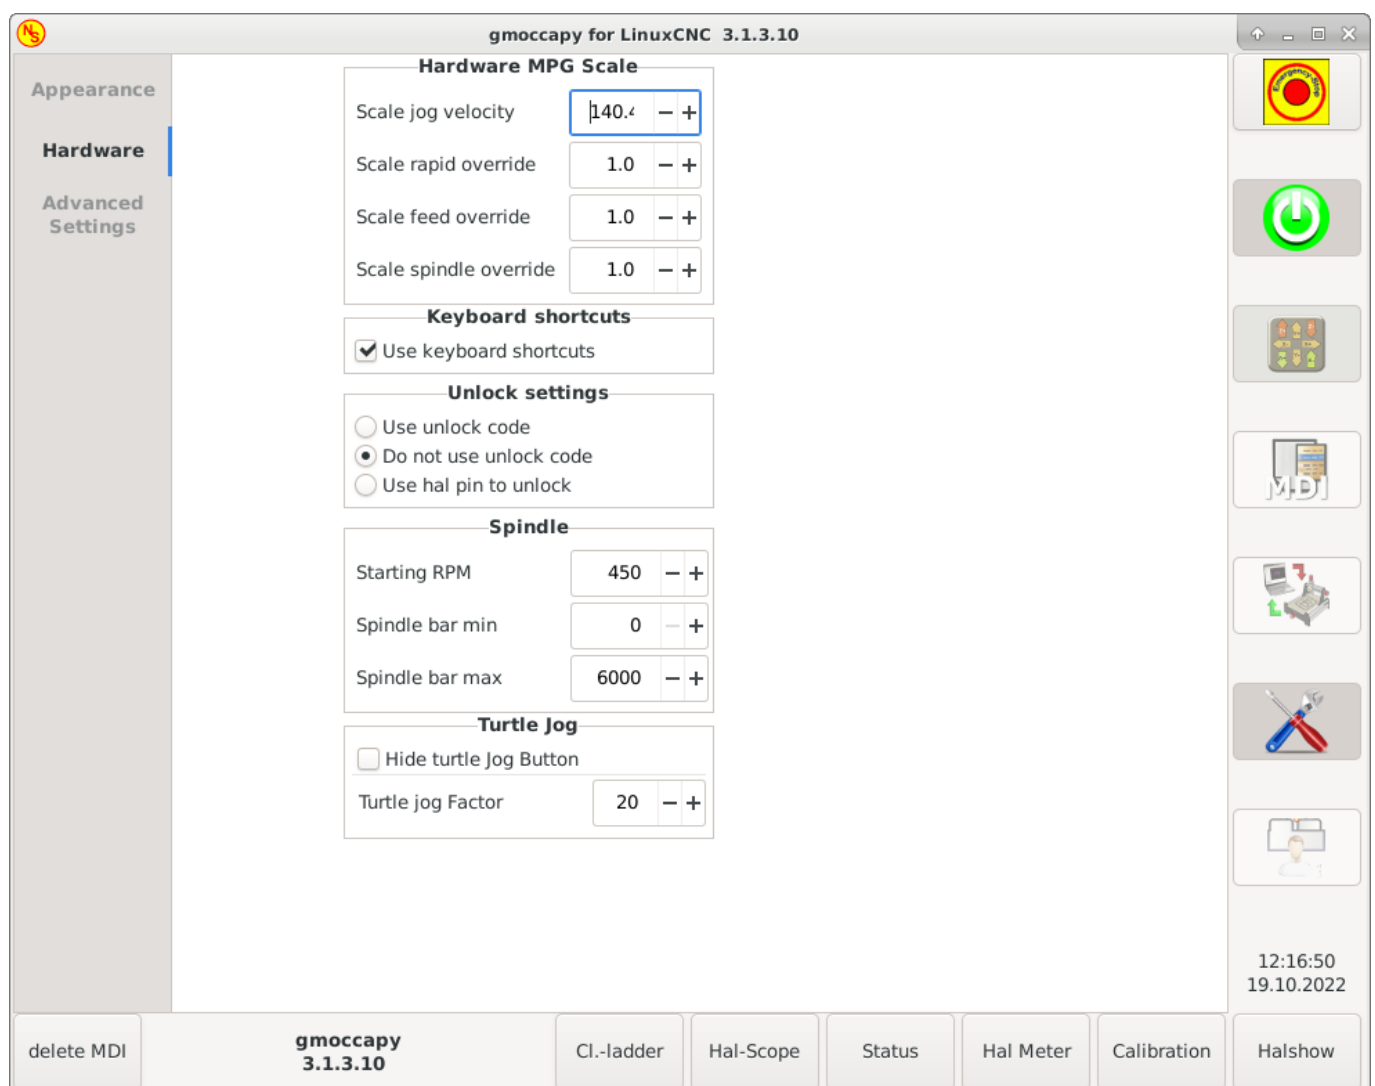 NS
gmoccapy for LinuxCNC 3.1.3.10
Appearance
Hardware
Advanced
Settings
Hardware MPG Scale
Scale jog velocity
140.4
Scale rapid override
1.0
Scale feed override
1.0
Scale spindle override
1.0
Keyboard shortcuts
Use keyboard shortcuts
Unlock settings
Use unlock code
Do not use unlock code
Use hal pin to unlock
Spindle
Starting RPM
450
Spindle bar min
0
Spindle bar max
6000
Turtle Jog
Hide turtle Jog Button
Turtle jog Factor
20
Emergency-Stop
MDI
12:16:50
19.10.2022
delete MDI
gmoccapy
3.1.3.10
Cl.-ladder
Hal-Scope
Status
Hal Meter
Calibration
Halshow